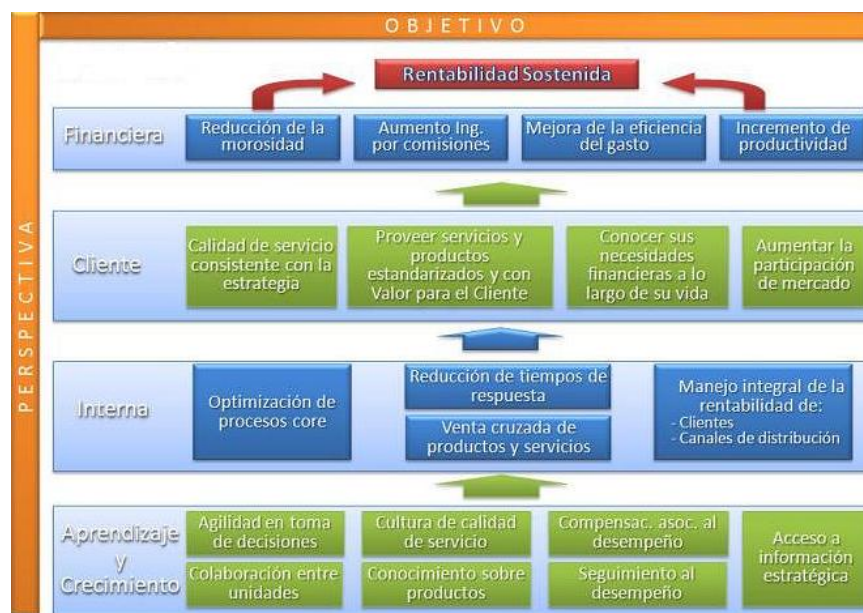 OBJETIVO
PERSPECTIVA
Rentabilidad Sostenida
Financiera
Reducción de la
morosidad
Aumento Ing.
por comisiones
Mejora de la eficiencia
del gasto
Incremento de
productividad
Cliente
Calidad de servicio
consistente con la
estrategia
Proveer servicios y
productos
estandarizados y con
Valor para el Cliente
Conocer sus
necesidades
financieras a lo
largo de su vida
Aumentar la
participación
de mercado
Interna
Optimización de
procesos core
Reducción de tiempos de
respuesta
Venta cruzada de
productos y servicios
Manejo integral de la
rentabilidad de:
- Clientes
- Canales de distribución
Aprendizaje
y
Crecimiento
Agilidad en toma
de decisiones
Cultura de calidad
de servicio
Compensac. asoc. al
desempeño
Colaboración entre
unidades
Conocimiento sobre
productos
Seguimiento al
desempeño
Acceso a
información
estratégica